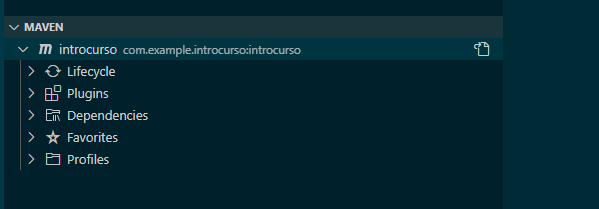 MAVEN
introcurso com.example.introcurso:introcurso
Lifecycle
Plugins
Dependencies
Favorites
Profiles